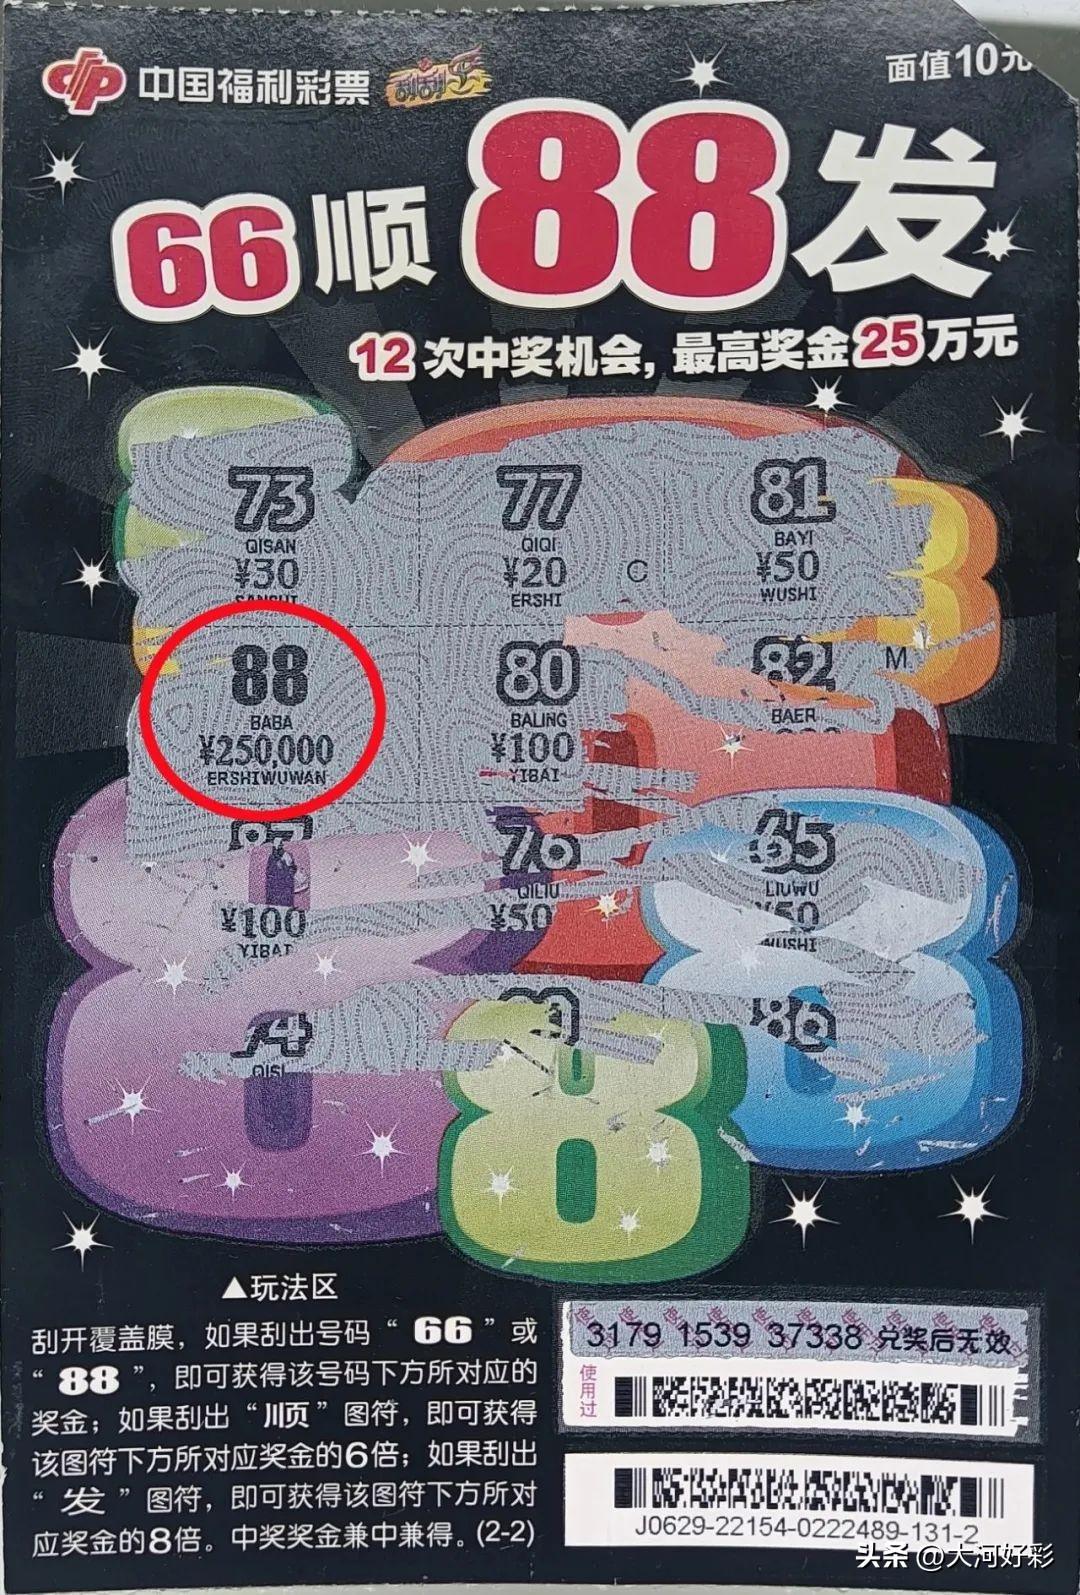 中国福利彩票 刮刮乐
面值10元
66顺 88发
12次中奖机会，最高奖金25万元
73 77 81
QISAN QIQI BAYI
¥30 ¥20 C ¥50
SANSHI ERSHI WUSHI
88 80 82 M
BABA BALING BAER
¥250,000 ¥100
ERSHIWUWAN YIBAI
76 65
QILIU LIUWU
¥100 ¥50 ¥50
YIBAI WUSHI
74 86
QISI
▲玩法区
刮开覆盖膜，如果刮出号码“66”或
“88”，即可获得该号码下方所对应的
奖金；如果刮出“顺”图符，即可获得
该图符下方所对应奖金的6倍；如果刮出
“发”图符，即可获得该图符下方所对
应奖金的8倍。中奖奖金兼中兼得。(2-2)
3179 1539 37338 兑奖后无效
使用过
J0629-22154-0222489-131-2
头条 @大河好彩